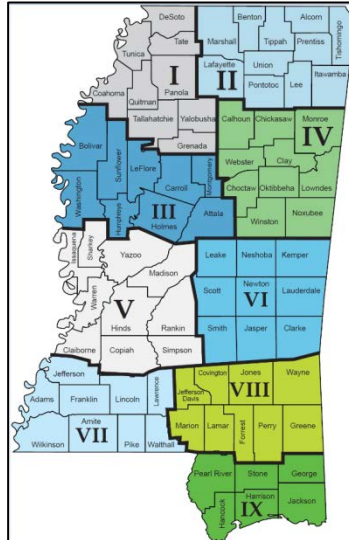 DeSoto
Tunica
Tate
I
Panola
Coahoma
Quitman
Tallahatchie
Yalobusha
Grenada
Marshall
Benton
Tippah
Alcorn
Prentiss
Tishomingo
Lafayette
Union
II
Pontotoc
Lee
Itawamba
Bolivar
Sunflower
LeFlore
Carroll
Montgomery
Washington
Humphreys
III
Holmes
Attala
Calhoun
Chickasaw
Monroe
IV
Webster
Clay
Choctaw
Oktibbeha
Lowndes
Winston
Noxubee
Issaquena
Sharkey
Yazoo
Madison
Warren
V
Hinds
Rankin
Claiborne
Copiah
Simpson
Leake
Neshoba
Kemper
Scott
Newton
VI
Lauderdale
Smith
Jasper
Clarke
Jefferson
Adams
Franklin
Lincoln
Lawrence
Wilkinson
Amite
VII
Pike
Walthall
Covington
Jones
Wayne
Jefferson
Davis
VIII
Marion
Lamar
Forrest
Perry
Greene
Pearl River
Stone
George
Hancock
Harrison
IX
Jackson